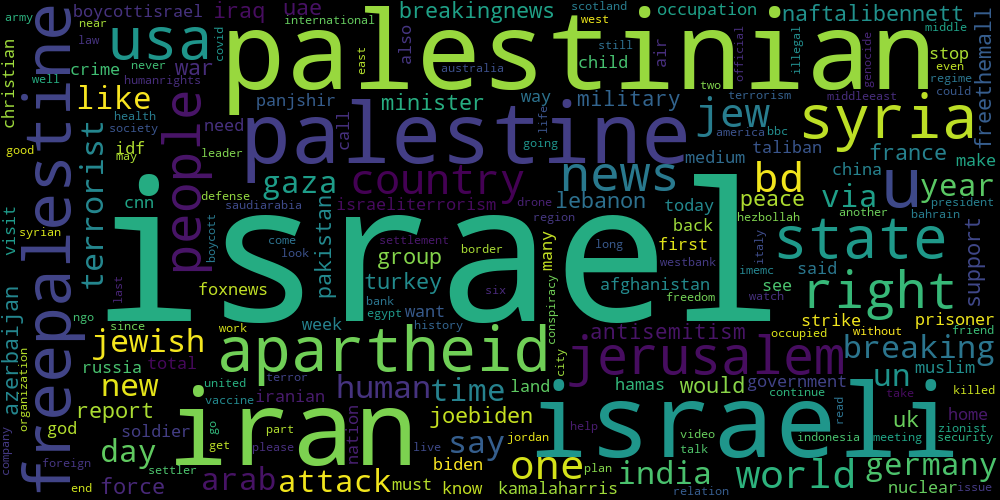 army
near
boycottisrael
iraq
uae
international
breakingnews
scotland
west
occupation
naftalibennett
christian
law
never
usa
covid
palestinian
also
still
child
air
official
illegal
middle
stop
even
freethemall
well
crime
war
humanrights
east
australia
two
terrorism
genocide
regime
could
like
health
society
panjshir
minister
way
military
jew
america
bbc
middleeast
syria
good
may
idf
people
need
leader
call
palestine
life
going
medium
taliban
france
make
freepalestine
terrorist
gaza
country
news
bd
china
u
year
defense
saudiarabia
israeliterrorism
drone
lebanon
today
peace
via
president
visit
syrian
boycott
pakistan
come
look
israel
settlement
region
back
hezbollah
another
bahrain
state
support
group
border
many
long
first
westbank
italy
imemc
said
foxnews
turkey
six
afghanistan
see
right
azerbaijan
last
bank
egypt
want
freedom
watch
ngo
since
work
week
history
conspiracy
strike
prisoner
jewish
apartheid
antisemitism
occupied
without
friend
organization
russia
total
city
jerusalem
breaking
new
united
terror
iranian
human
time
land
hamas
would
government
un
muslim
vaccine
continue
take
killed
report
god
soldier
go
iran
part
nation
joebiden
israeli
read
uk
home
zionist
day
get
please
live
say
jordan
help
video
talk
indonesia
meeting
security
company
foreign
settler
biden
one
plan
world
germany
end
force
arab
attack
must
know
kamalaharris
india
relation
nuclear
issue